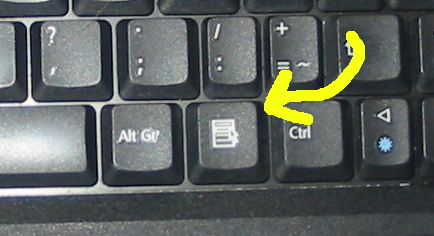 ? . / +
, ; : = ~
Alt Gr Ctrl